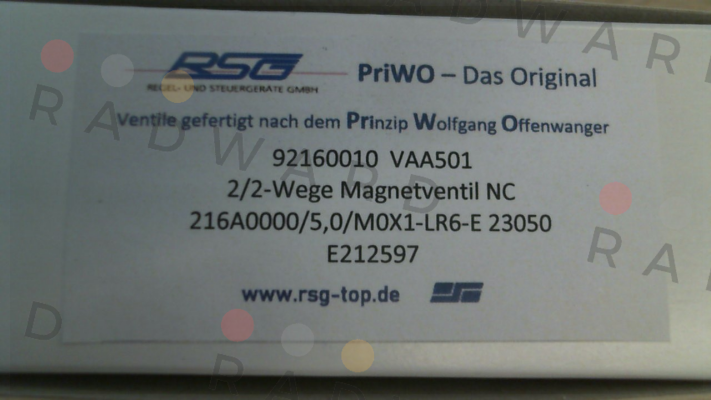 RSG PriWO – Das Original
REGEL- UND STEUERGERÄTE GMBH
Ventile gefertigt nach dem Prinzip Wolfgang Offenwanger
92160010 VAA501
2/2-Wege Magnetventil NC
216A0000/5,0/M0X1-LR6-E 23050
E212597
www.rsg-top.de
RADWARD